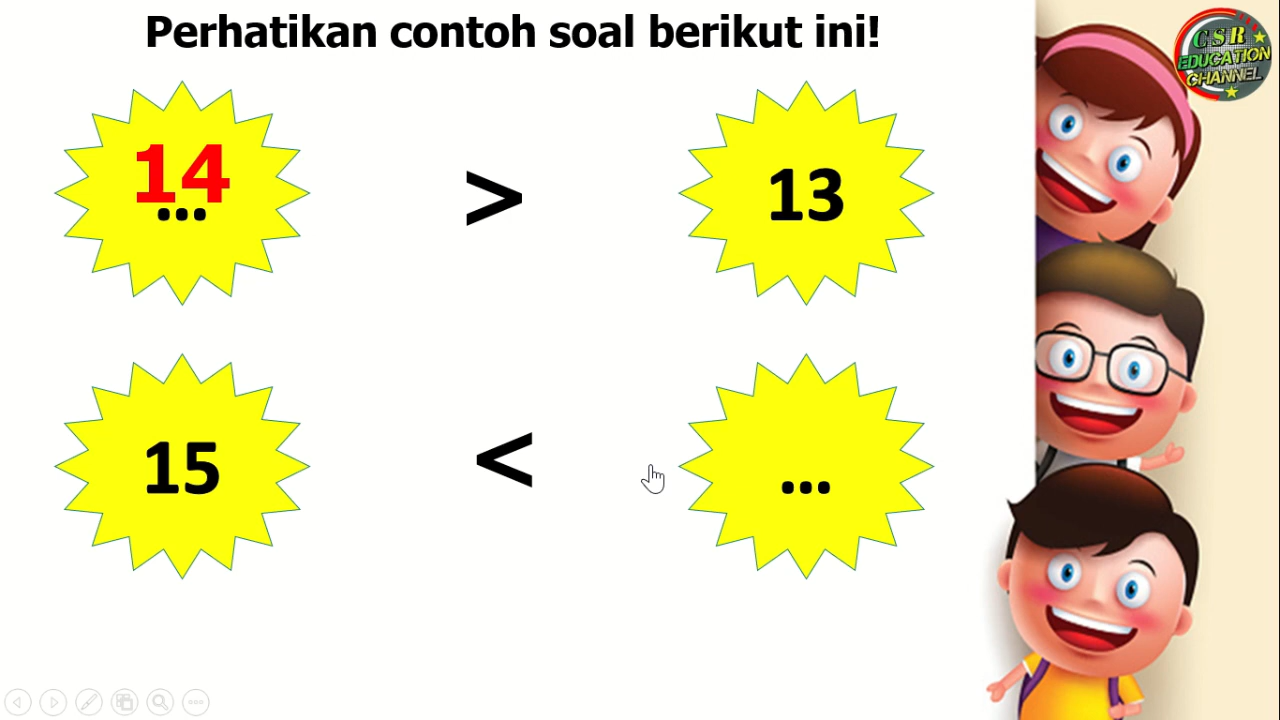 Perhatikan contoh soal berikut ini!
14
... > 13
15 < ...
CSR
EDUCATION
CHANNEL